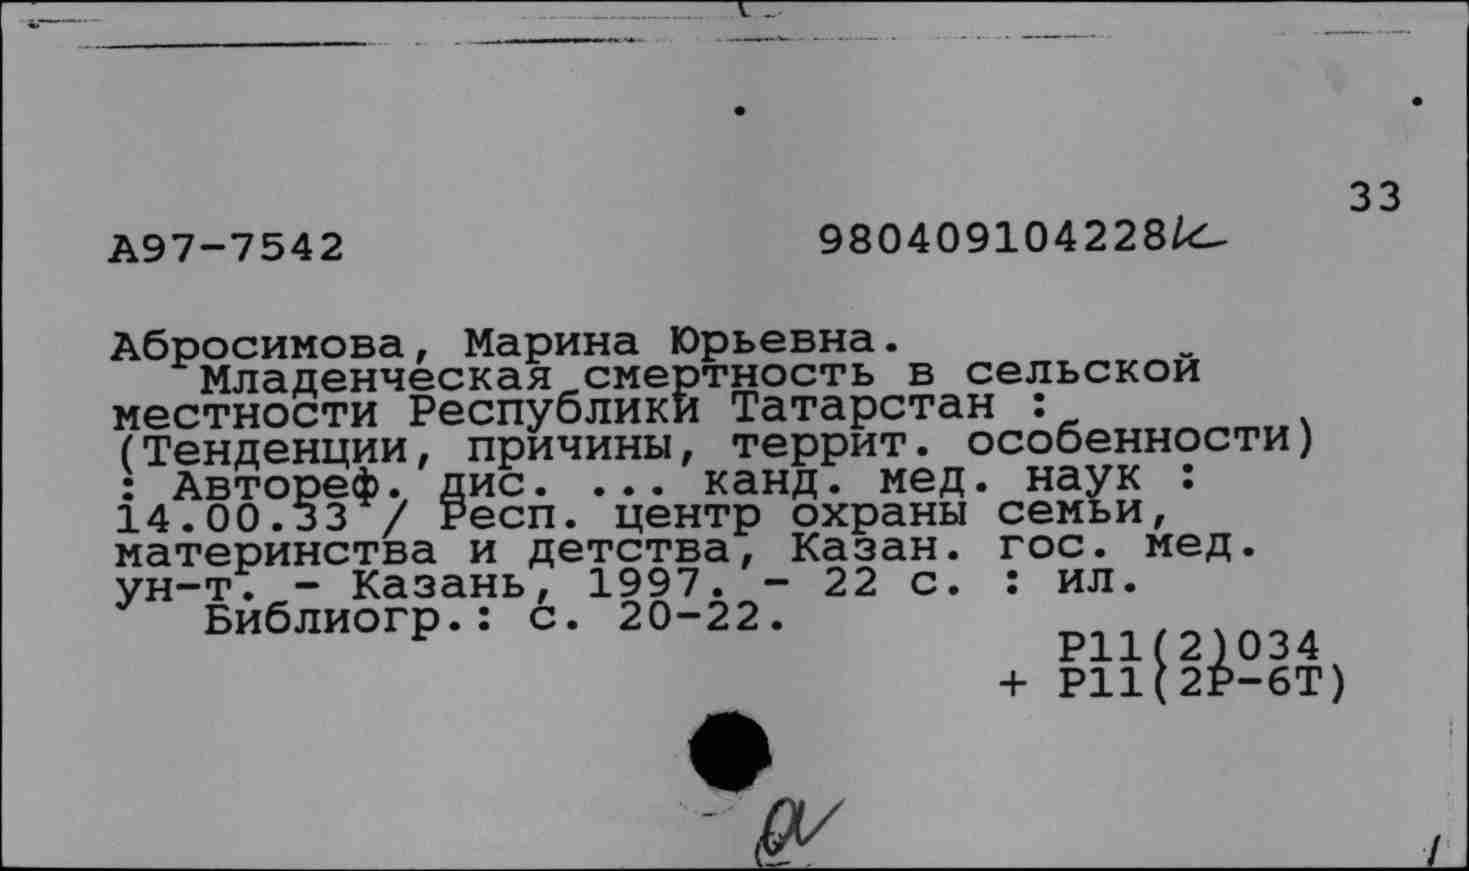 33
А97-7542
980409104228к
Абросимова, Марина Юрьевна.
Младенческая смертность в сельской
местности Республики Татарстан :
(Тенденции, причины, террит. особенности)
: Автореф. дис. ... канд. мед. наук :
14.00.33 / Респ. центр охраны семьи,
материнства и детства, Казан. гос. мед.
ун-т. - Казань, 1997. - 22 с. : ил.
Библиогр.: с. 20-22.
Р11(2)034
+ Р11(2Р-6Т)